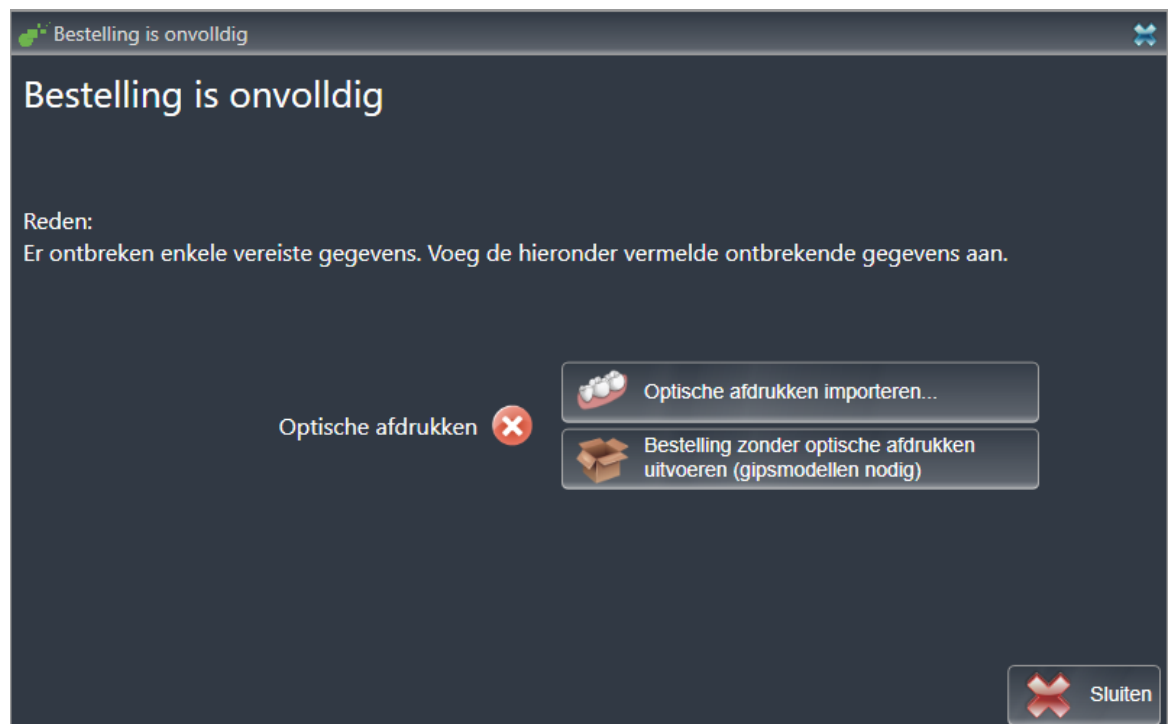 Bestelling is onvolldig
Bestelling is onvolldig
Reden:
Er ontbreken enkele vereiste gegevens. Voeg de hieronder vermelde ontbrekende gegevens aan.
Optische afdrukken
Optische afdrukken importeren...
Bestelling zonder optische afdrukken
uitvoeren (gipsmodellen nodig)
Sluiten